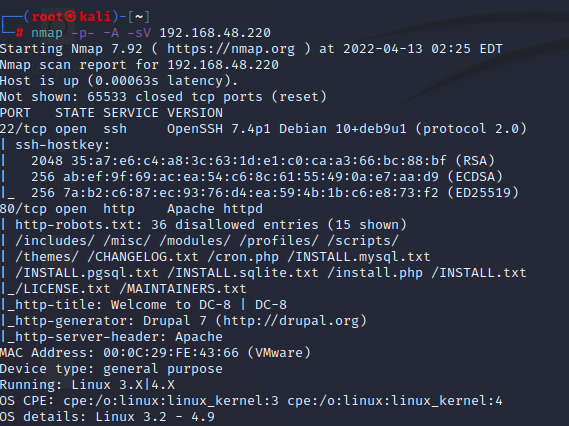 ┌──(root㉿kali)-[~]
└─# nmap -p- -A -sV 192.168.48.220
Starting Nmap 7.92 ( https://nmap.org ) at 2022-04-13 02:25 EDT
Nmap scan report for 192.168.48.220
Host is up (0.00063s latency).
Not shown: 65533 closed tcp ports (reset)
PORT   STATE SERVICE VERSION
22/tcp open  ssh     OpenSSH 7.4p1 Debian 10+deb9u1 (protocol 2.0)
| ssh-hostkey:
|   2048 35:a7:e6:c4:a8:3c:63:1d:e1:c0:ca:a3:66:bc:88:bf (RSA)
|   256 ab:ef:9f:69:ac:ea:54:c6:8c:61:55:49:0a:e7:aa:d9 (ECDSA)
|_  256 7a:b2:c6:87:ec:93:76:d4:ea:59:4b:1b:c6:e8:73:f2 (ED25519)
80/tcp open  http    Apache httpd
| http-robots.txt: 36 disallowed entries (15 shown)
| /includes/ /misc/ /modules/ /profiles/ /scripts/
| /themes/ /CHANGELOG.txt /cron.php /INSTALL.mysql.txt
| /INSTALL.pgsql.txt /INSTALL.sqlite.txt /install.php /INSTALL.txt
|_/LICENSE.txt /MAINTAINERS.txt
|_http-title: Welcome to DC-8 | DC-8
|_http-generator: Drupal 7 (http://drupal.org)
|_http-server-header: Apache
MAC Address: 00:0C:29:FE:43:66 (VMware)
Device type: general purpose
Running: Linux 3.X|4.X
OS CPE: cpe:/o:linux:linux_kernel:3 cpe:/o:linux:linux_kernel:4
OS details: Linux 3.2 - 4.9